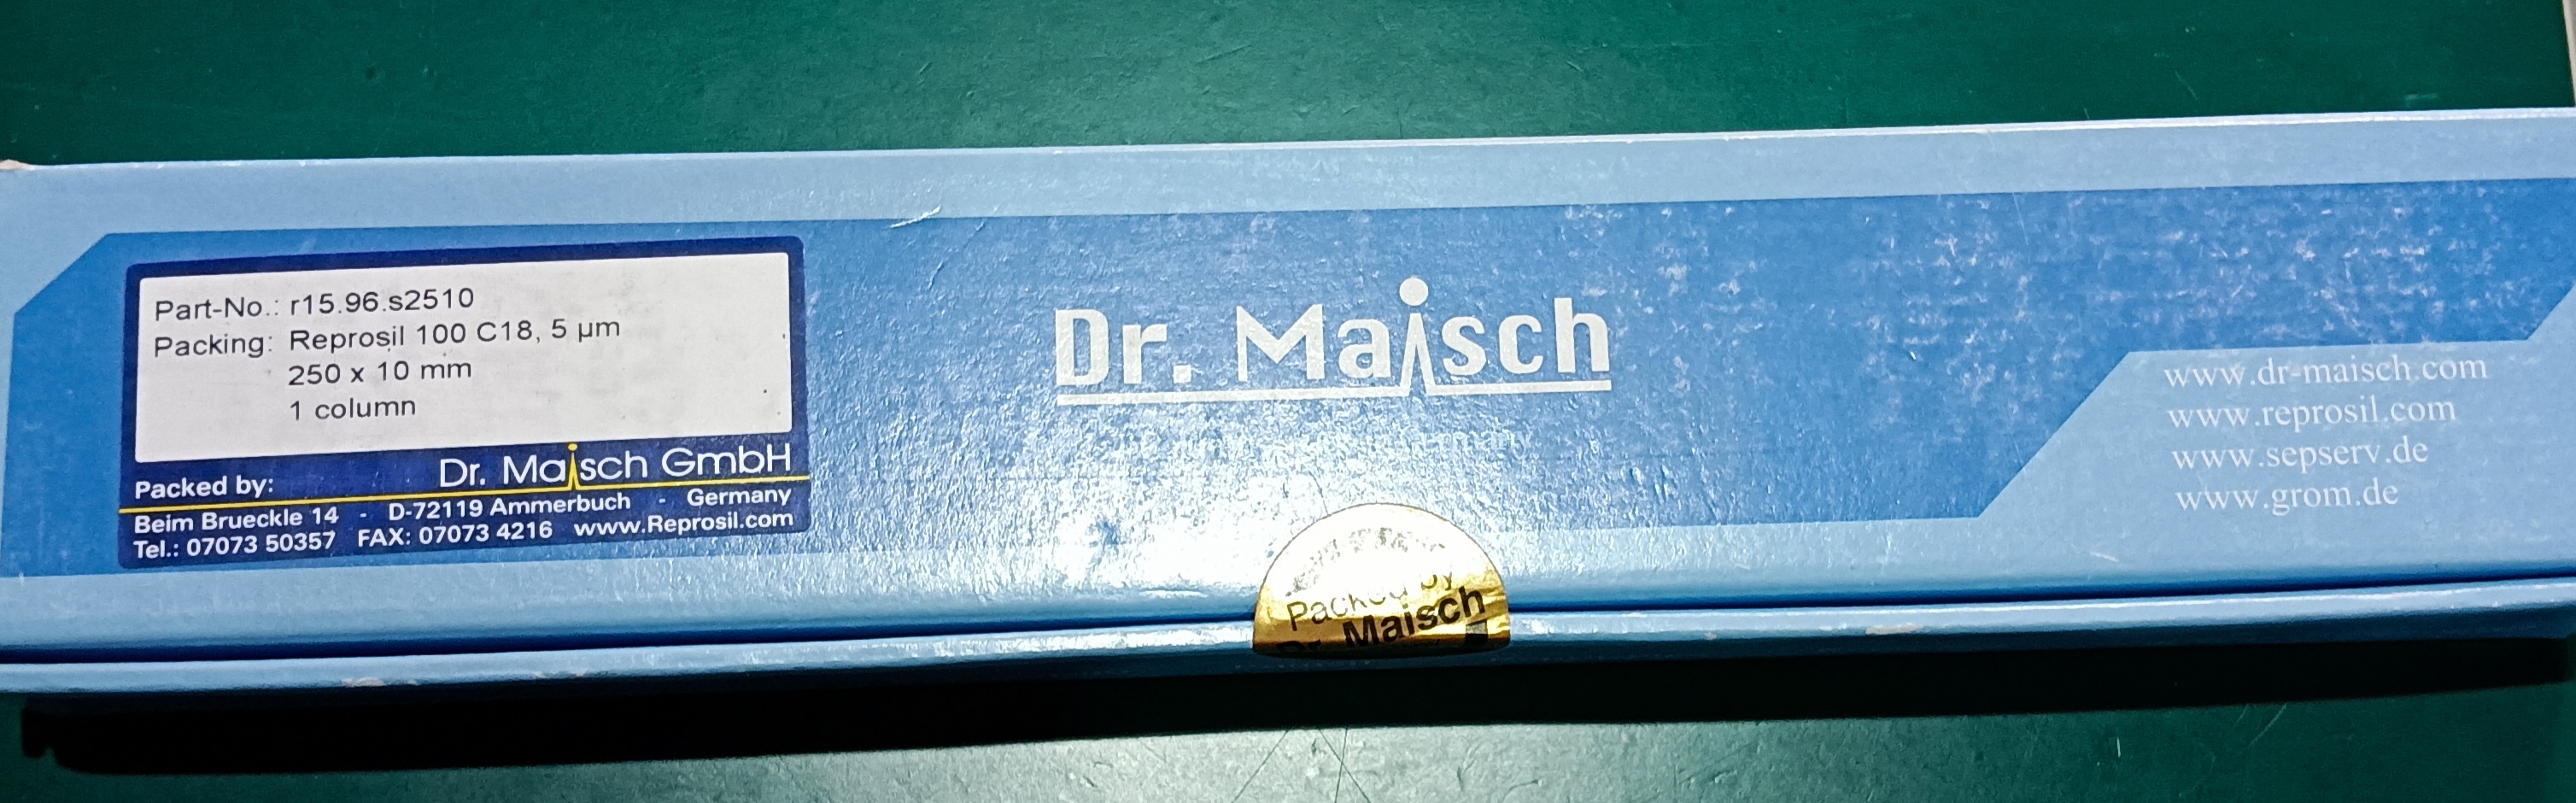 Part-No.: r15.96.s2510
Packing: Reprosil 100 C18, 5 µm
250 x 10 mm
1 column
Packed by: Dr. Maisch GmbH
Beim Brueckle 14 - D-72119 Ammerbuch - Germany
Tel.: 07073 50357 FAX: 07073 4216 www.Reprosil.com
Dr. Maisch
www.dr-maisch.com
www.reprosil.com
www.sepserv.de
www.grom.de
Packed by
Dr. Maisch